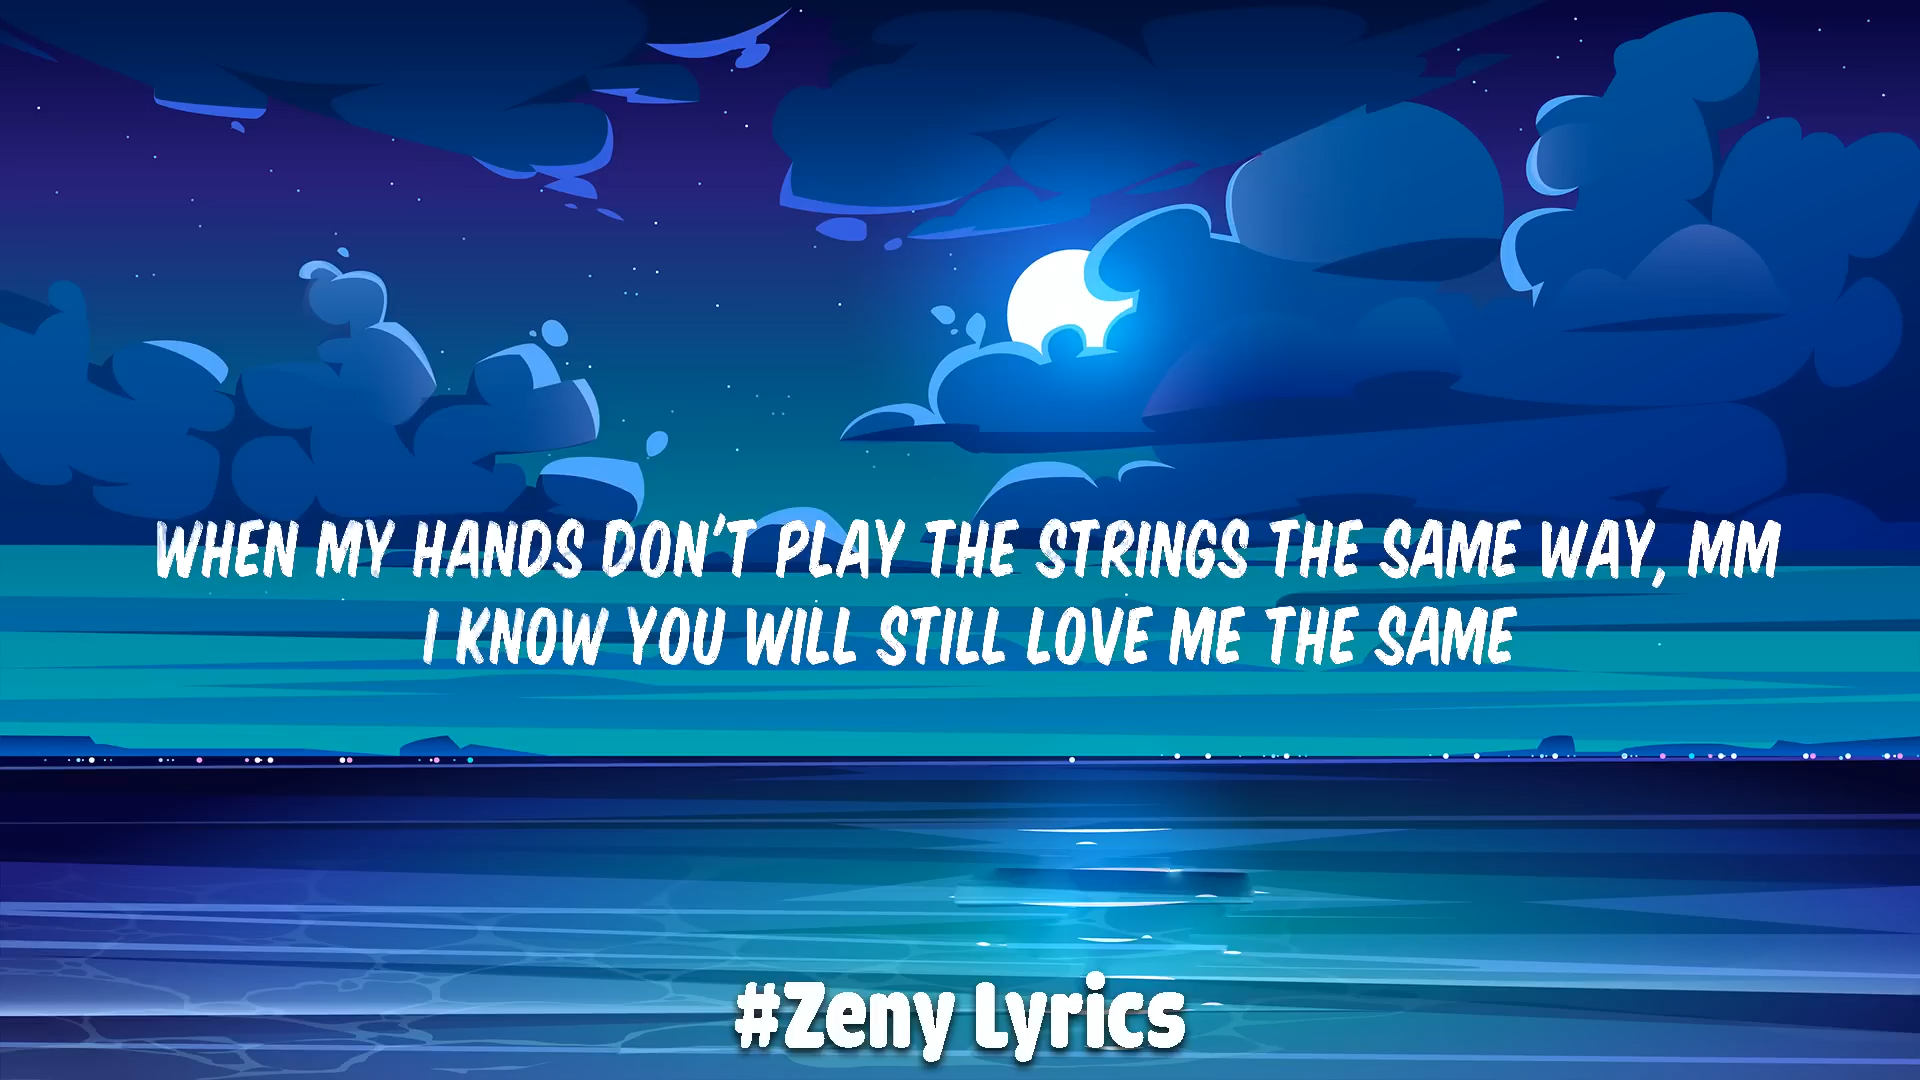 WHEN MY HANDS DON'T PLAY THE STRINGS THE SAME WAY, MM
I KNOW YOU WILL STILL LOVE ME THE SAME
#Zeny Lyrics